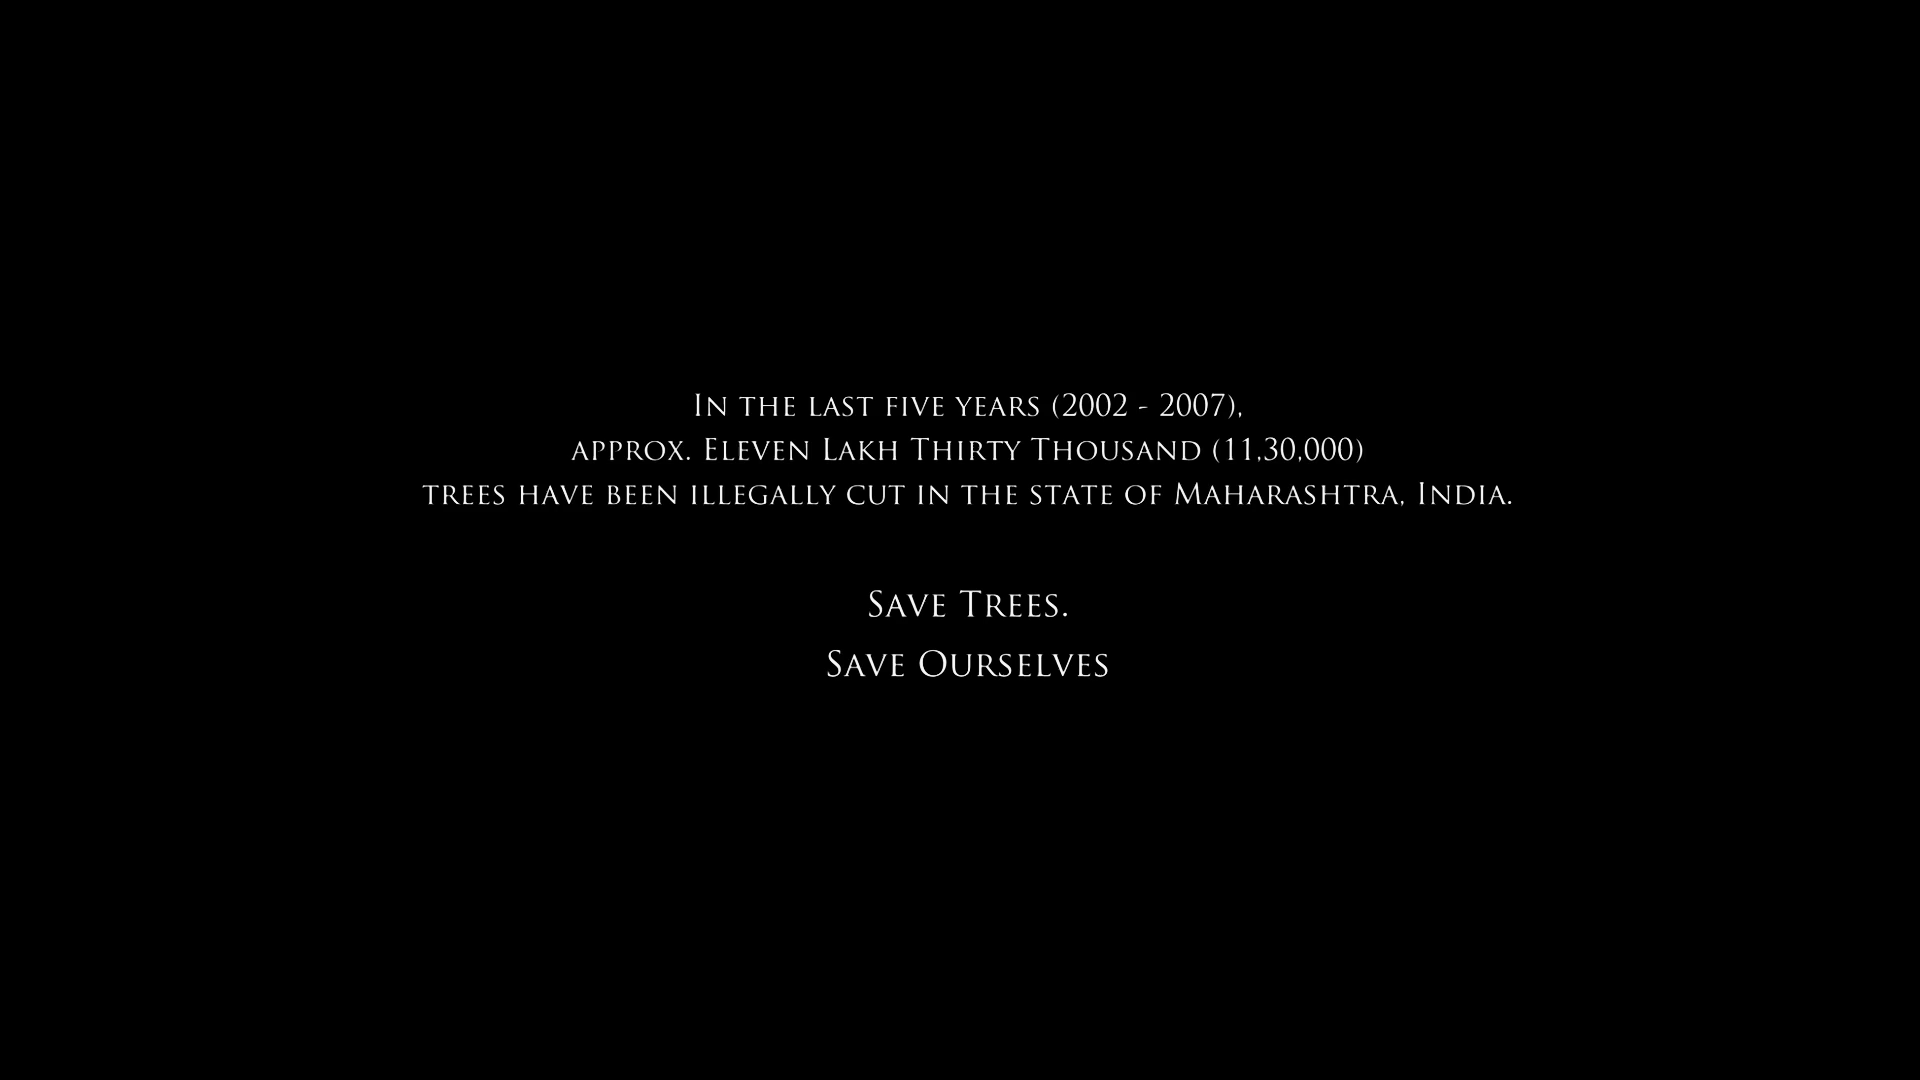 In the last five years (2002 - 2007),
approx. Eleven Lakh Thirty Thousand (11,30,000)
trees have been illegally cut in the state of Maharashtra, India.
Save Trees.
Save Ourselves